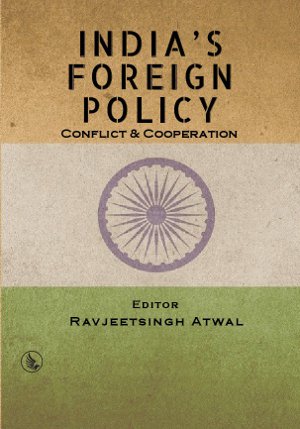 INDIA'S
FOREIGN
POLICY
CONFLICT & COOPERATION
EDITOR
RAVJEETSINGH ATWAL